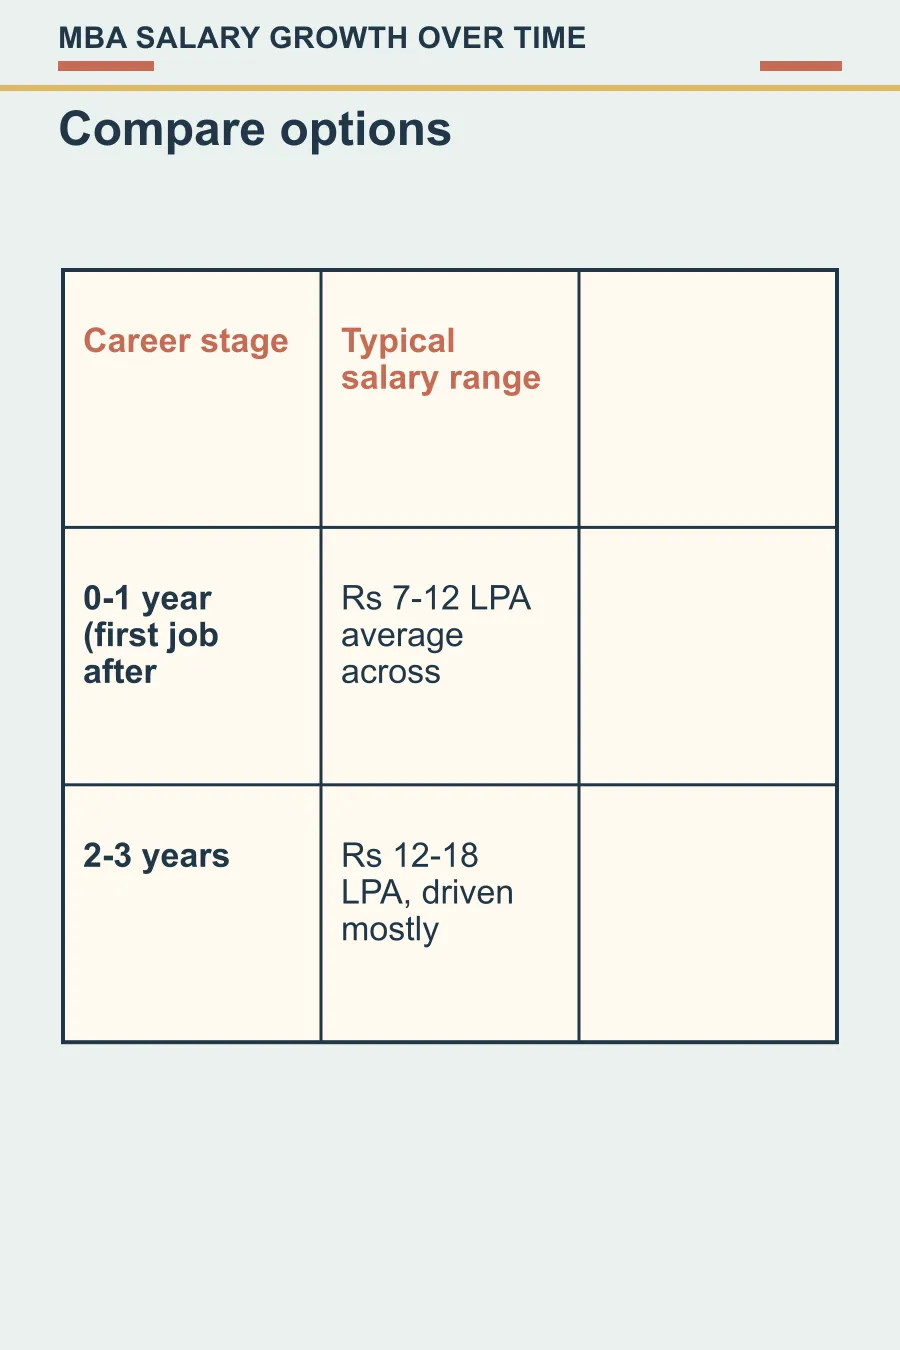 MBA SALARY GROWTH OVER TIME
Compare options
Career stage
Typical
salary range
0-1 year
(first job
after
Rs 7-12 LPA
average
across
2-3 years
Rs 12-18
LPA, driven
mostly